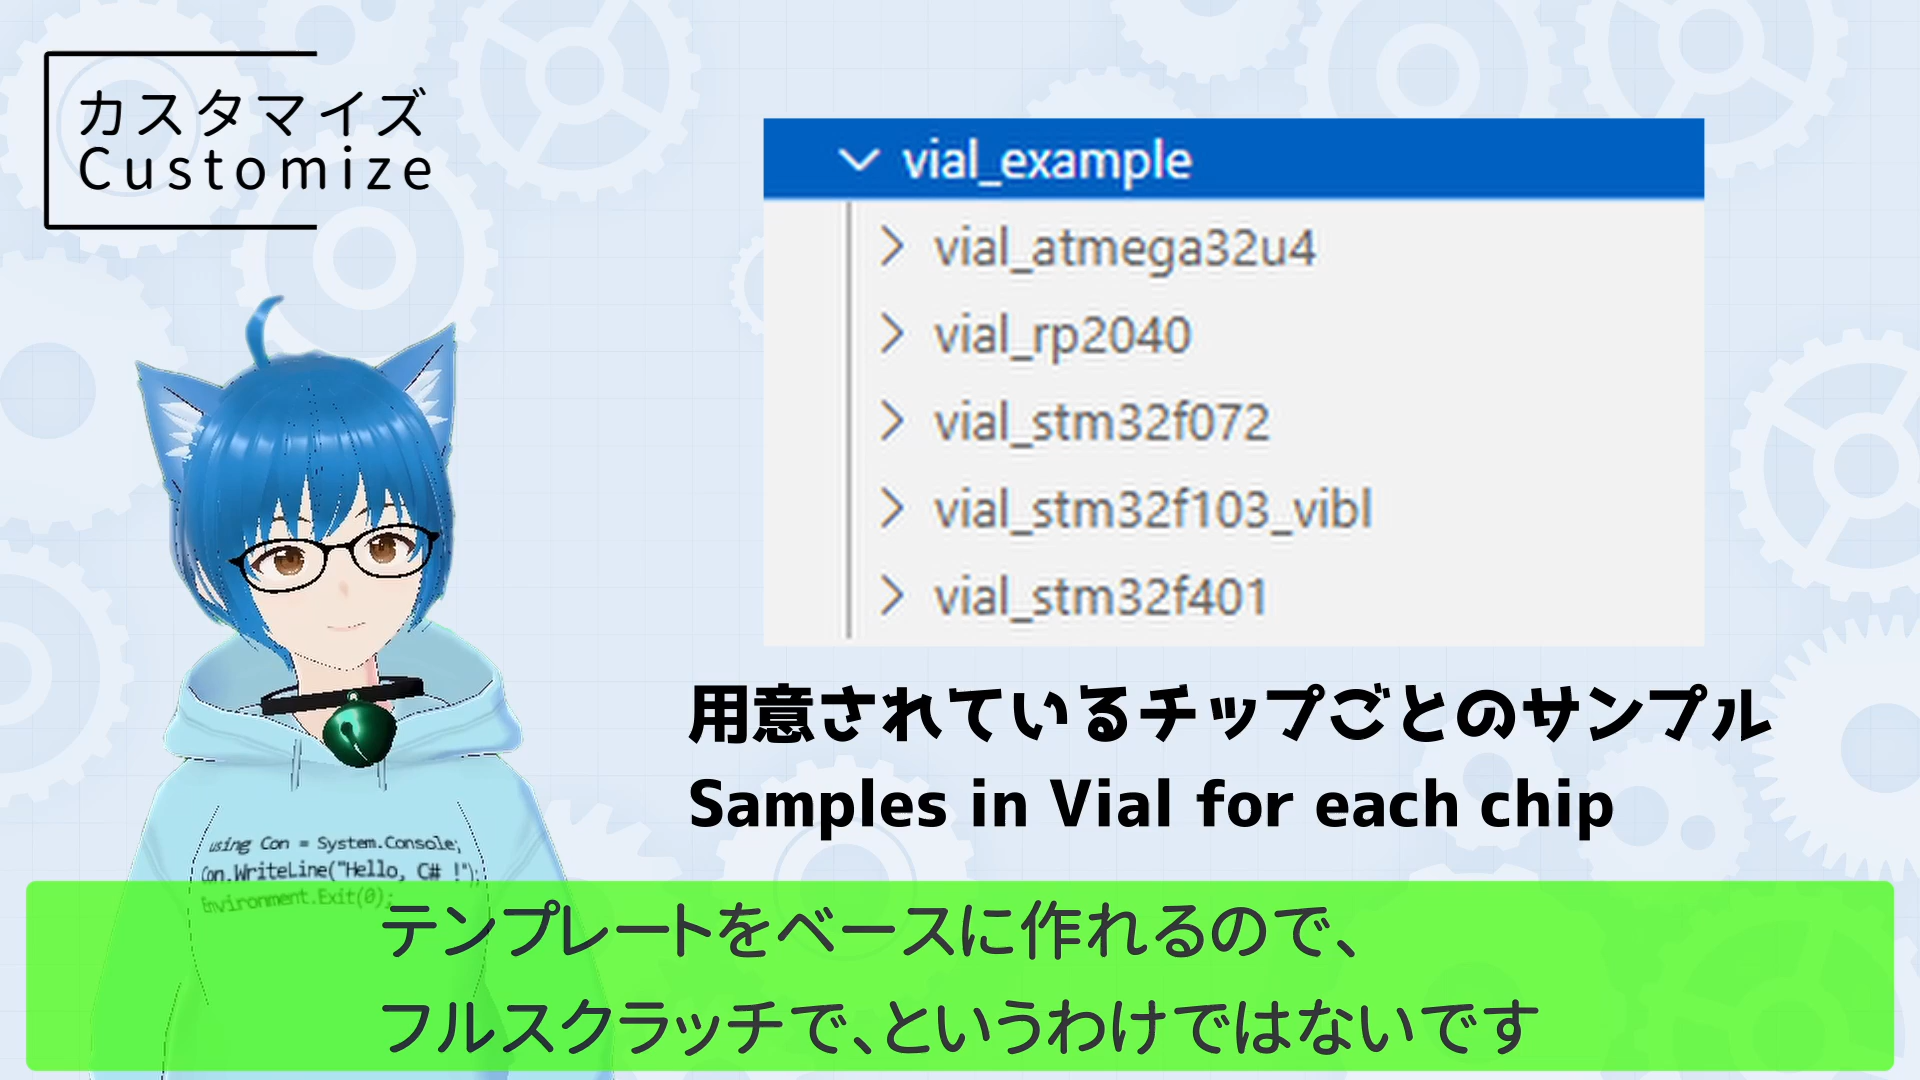 カスタマイズ
Customize
vial_example
vial_atmega32u4
vial_rp2040
vial_stm32f072
vial_stm32f103_vibl
vial_stm32f401
用意されているチップごとのサンプル
Samples in Vial for each chip
using Con = System.Console;
Con.WriteLine("Hello, C# !");
Environment.Exit(0);
テンプレートをベースに作れるので、
フルスクラッチで、というわけではないです